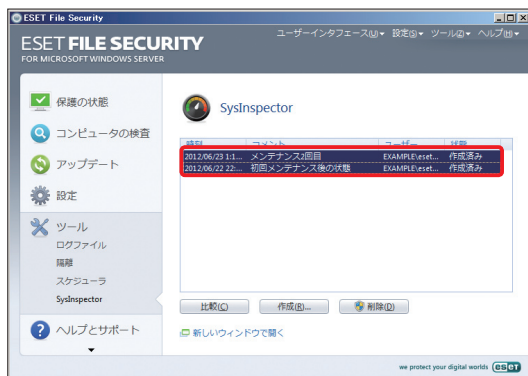 ESET File Security
ESET FILE SECURITY
FOR MICROSOFT WINDOWS SERVER
ユーザーインタフェース(U)▾ 設定(S)▾ ツール(Z)▾ ヘルプ(H)▾
保護の状態
コンピュータの検査
アップデート
設定
ツール
ログファイル
隔離
スケジューラ
SysInspector
ヘルプとサポート
SysInspector
時刻 コメント ユーザー 状態
2012/06/23 1:1... メンテナンス2回目 EXAMPLE\eset... 作成済み
2012/06/22 22:... 初回メンテナンス後の状態 EXAMPLE\eset... 作成済み
比較(C) 作成(R)... 削除(D)
新しいウィンドウで開く
we protect your digital worlds eset